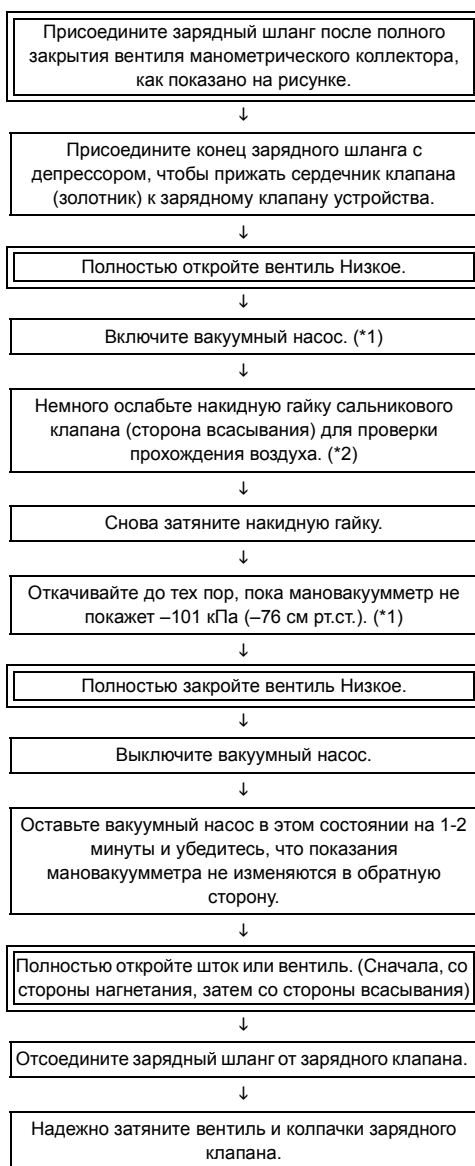 Присоедините зарядный шланг после полного
закрытия вентиля манометрического коллектора,
как показано на рисунке.
↓
Присоедините конец зарядного шланга с
депрессором, чтобы прижать сердечник клапана
(золотник) к зарядному клапану устройства.
↓
Полностью откройте вентиль Низкое.
↓
Включите вакуумный насос. (*1)
↓
Немного ослабьте накидную гайку сальникового
клапана (сторона всасывания) для проверки
прохождения воздуха. (*2)
↓
Снова затяните накидную гайку.
↓
Откачивайте до тех пор, пока мановакуумметр не
покажет –101 кПа (–76 см рт.ст.). (*1)
↓
Полностью закройте вентиль Низкое.
↓
Выключите вакуумный насос.
↓
Оставьте вакуумный насос в этом состоянии на 1-2
минуты и убедитесь, что показания
мановакуумметра не изменяются в обратную
сторону.
↓
Полностью откройте шток или вентиль. (Сначала, со
стороны нагнетания, затем со стороны всасывания)
↓
Отсоедините зарядный шланг от зарядного клапана.
↓
Надежно затяните вентиль и колпачки зарядного
клапана.